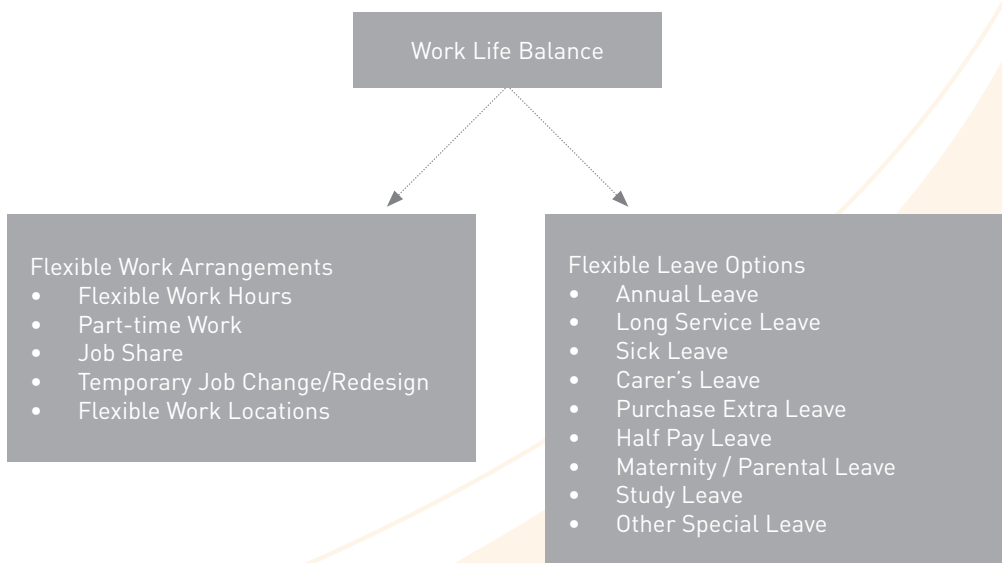 Work Life Balance
Flexible Work Arrangements
• Flexible Work Hours
• Part-time Work
• Job Share
• Temporary Job Change/Redesign
• Flexible Work Locations
Flexible Leave Options
• Annual Leave
• Long Service Leave
• Sick Leave
• Carer’s Leave
• Purchase Extra Leave
• Half Pay Leave
• Maternity / Parental Leave
• Study Leave
• Other Special Leave